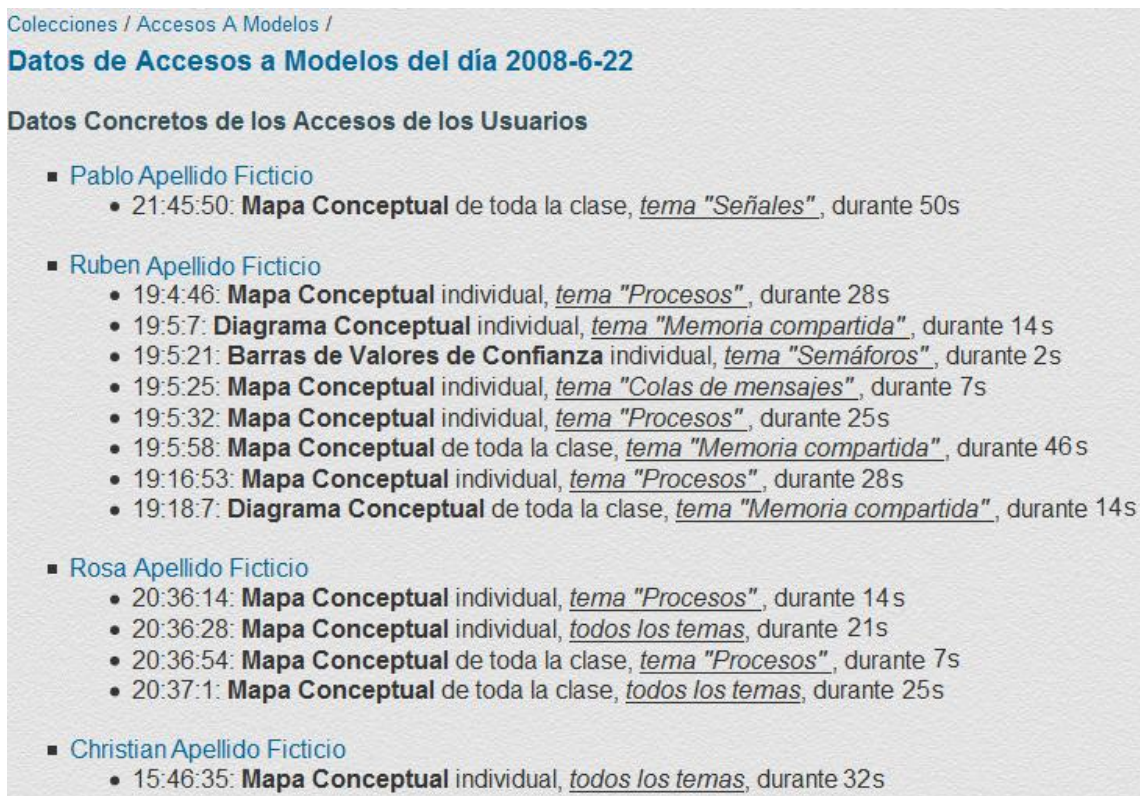 Colecciones / Accesos A Modelos /
Datos de Accesos a Modelos del día 2008-6-22
Datos Concretos de los Accesos de los Usuarios
Pablo Apellido Ficticio
21:45:50: Mapa Conceptual de toda la clase, tema "Señales" , durante 50s
Ruben Apellido Ficticio
19:4:46: Mapa Conceptual individual, tema "Procesos" , durante 28s
19:5:7: Diagrama Conceptual individual, tema "Memoria compartida" , durante 14s
19:5:21: Barras de Valores de Confianza individual, tema "Semáforos" , durante 2s
19:5:25: Mapa Conceptual individual, tema "Colas de mensajes" , durante 7s
19:5:32: Mapa Conceptual individual, tema "Procesos" , durante 25s
19:5:58: Mapa Conceptual de toda la clase, tema "Memoria compartida" , durante 46s
19:16:53: Mapa Conceptual individual, tema "Procesos" , durante 28s
19:18:7: Diagrama Conceptual de toda la clase, tema "Memoria compartida" , durante 14s
Rosa Apellido Ficticio
20:36:14: Mapa Conceptual individual, tema "Procesos" , durante 14s
20:36:28: Mapa Conceptual individual, todos los temas, durante 21s
20:36:54: Mapa Conceptual de toda la clase, tema "Procesos" , durante 7s
20:37:1: Mapa Conceptual de toda la clase, todos los temas, durante 25s
Christian Apellido Ficticio
15:46:35: Mapa Conceptual individual, todos los temas, durante 32s